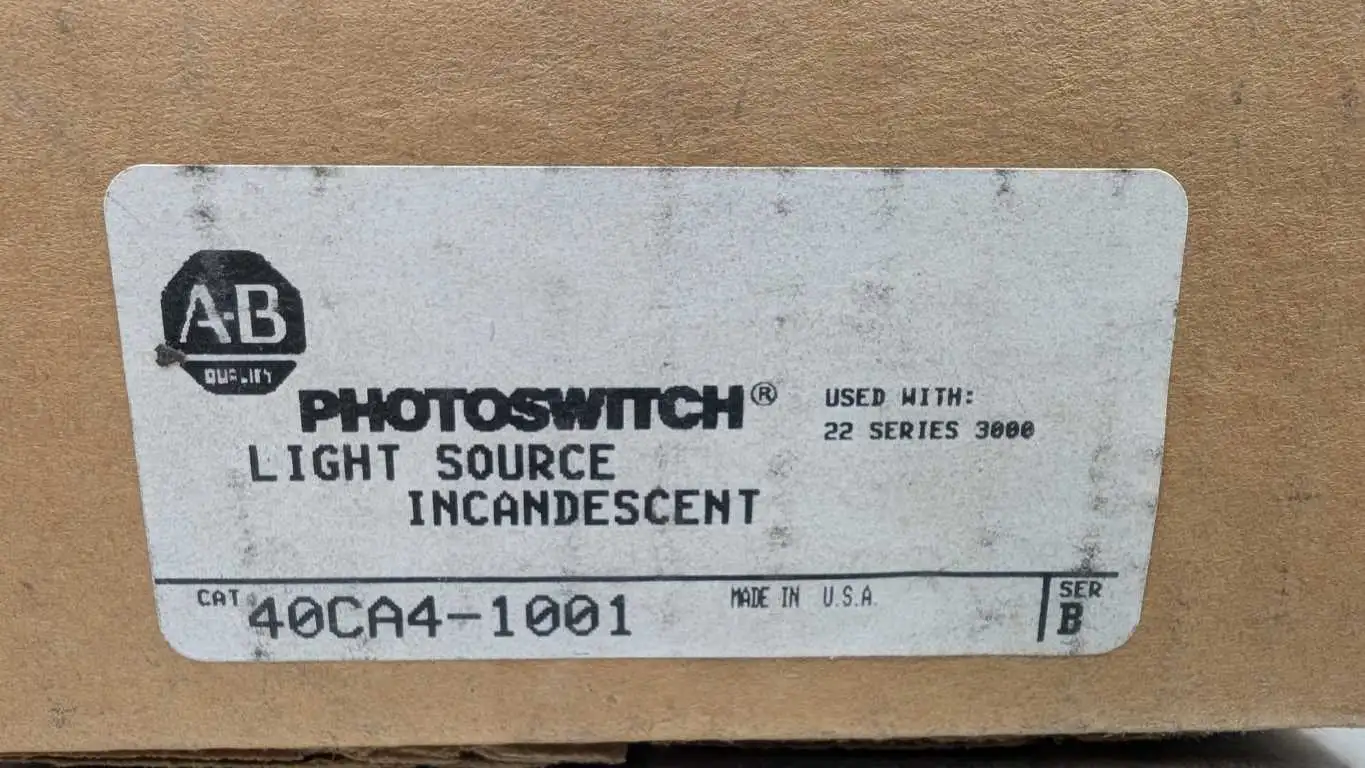 A-B
QUALITY
PHOTOSWITCH® 
LIGHT SOURCE
INCANDESCENT
USED WITH:
22 SERIES 3000
CAT 40CA4-1001
MADE IN U.S.A.
SER
B